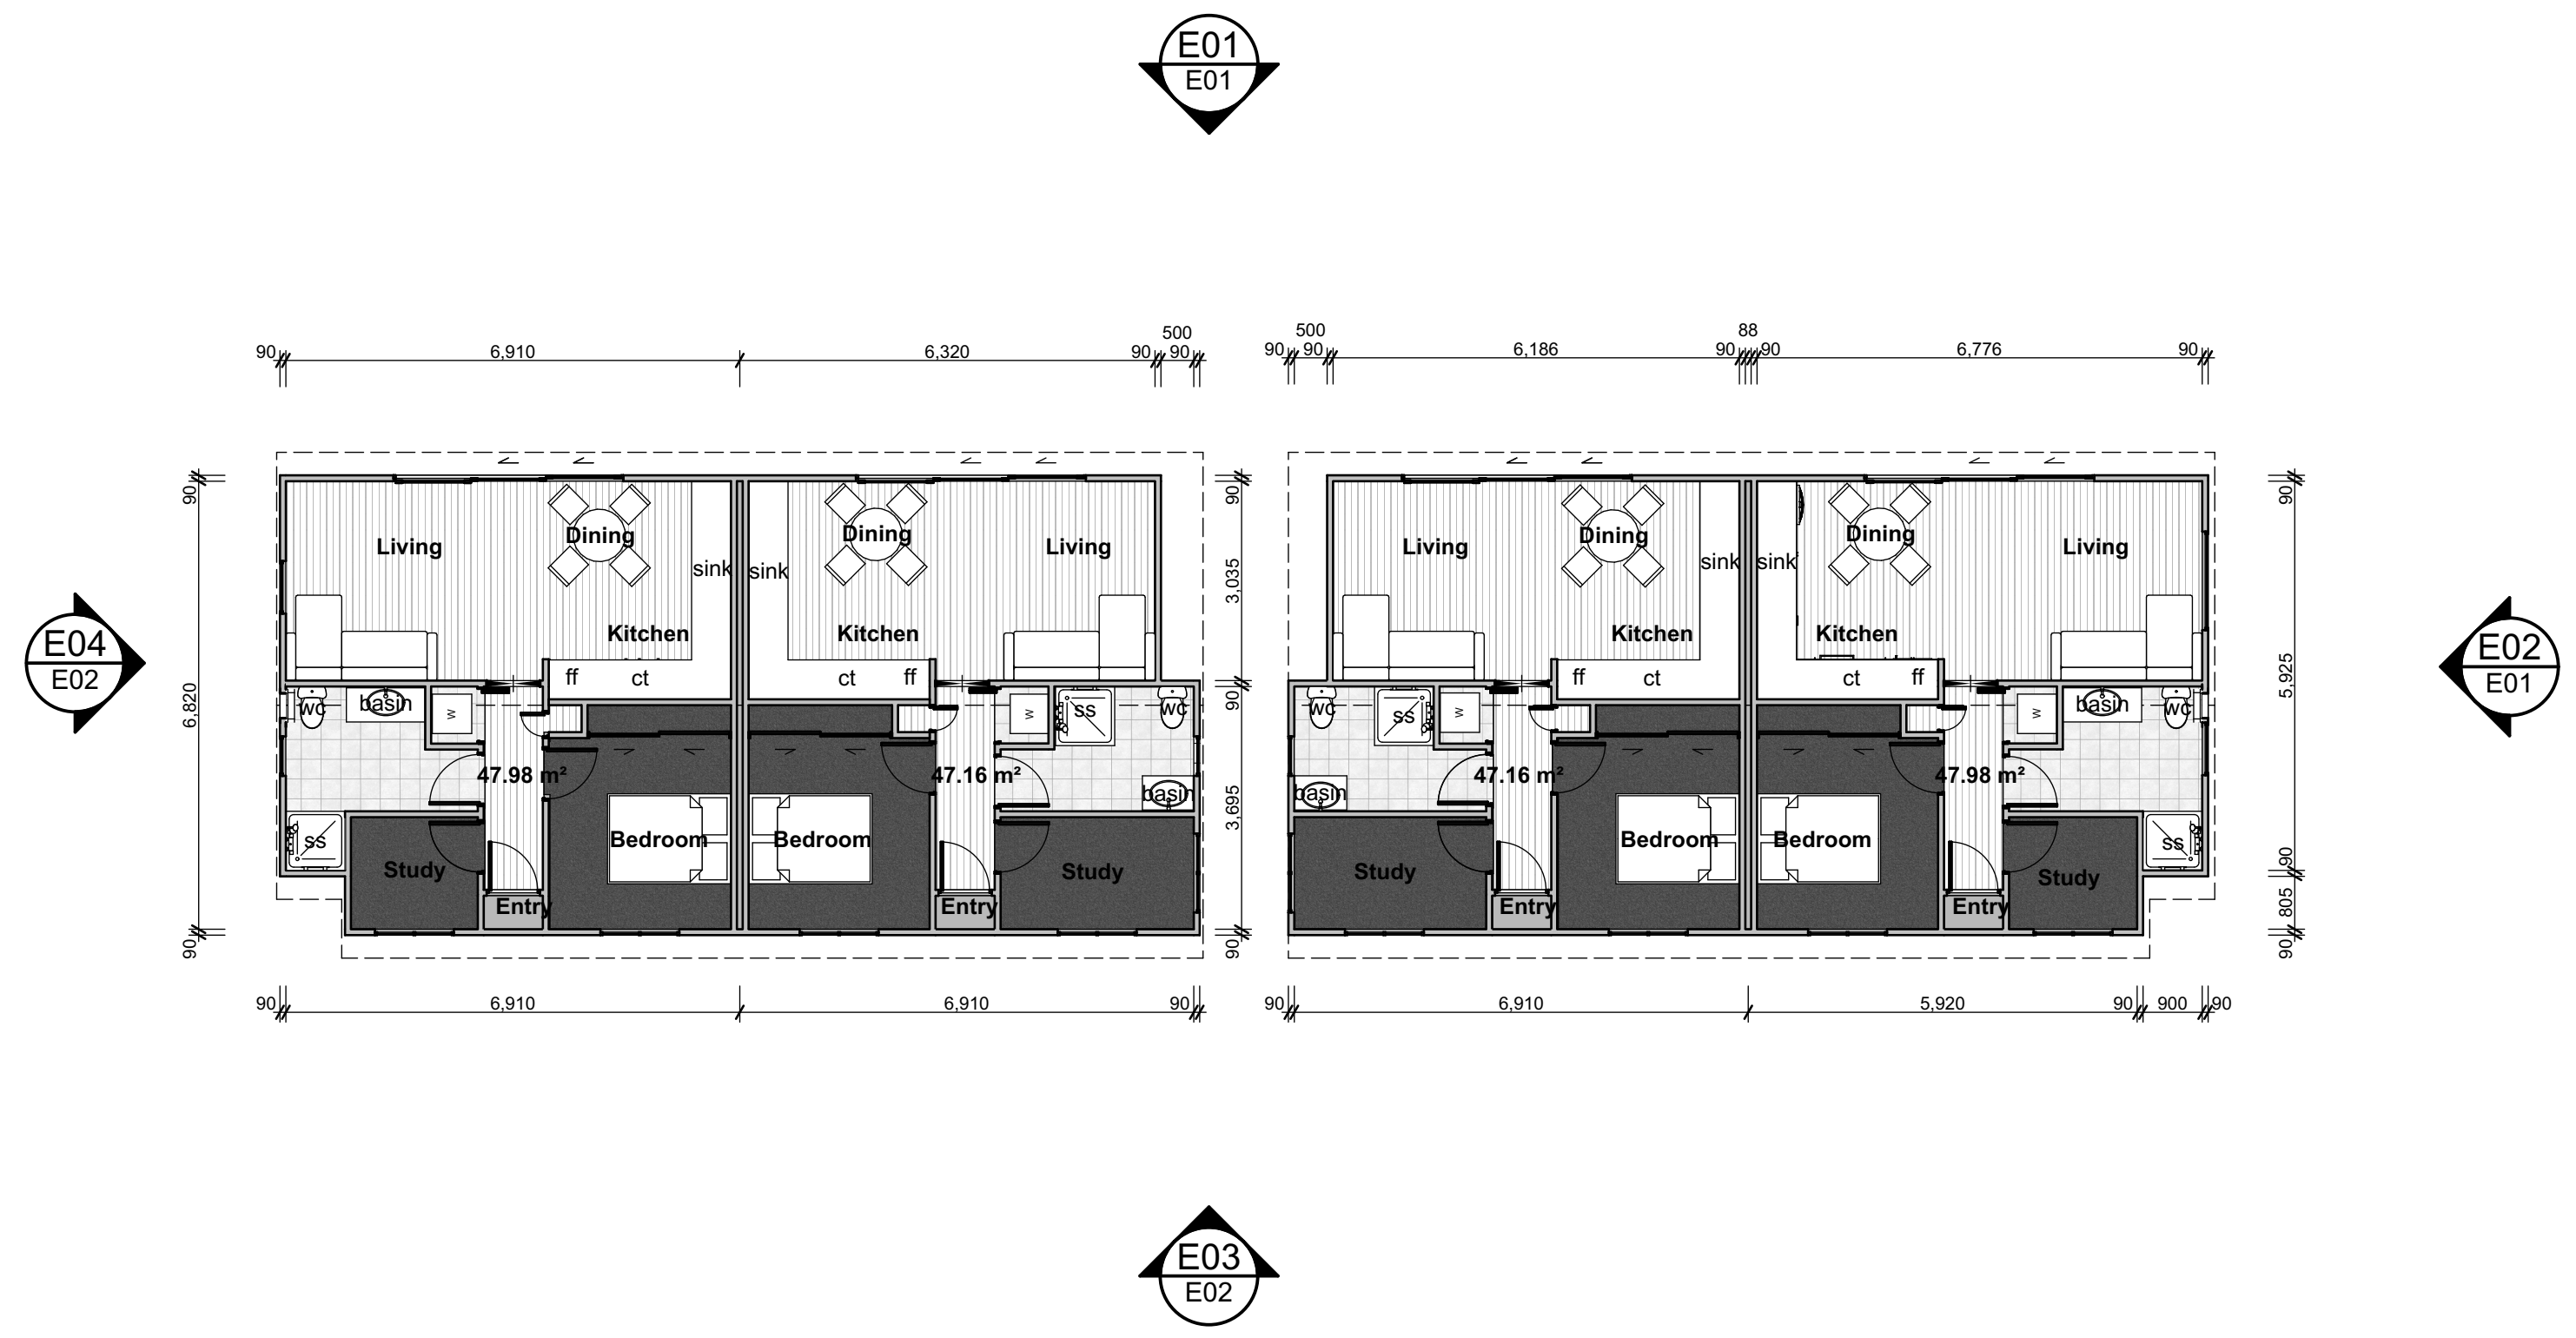 E01
E01
500
90 6,910 6,320 90 90
500 88
90 90 6,186 90 90 6,776 90
90
6,820
90
Living Dining sink sink Dining Living
Kitchen Kitchen
ff ct ct ff
wc basin w w ss wc
47.98 m² 47.16 m²
basin
ss Study Bedroom Bedroom Study
Entry Entry
90
3,035
90
3,695
90
Living Dining sink sink Dining Living
Kitchen Kitchen
ff ct ct ff
wc ss w w basin wc
47.16 m² 47.98 m²
basin
Study Bedroom Bedroom Study ss
Entry Entry
90
5,925
90
805
90
E04
E02
E02
E01
90 6,910 6,910 90
90 6,910 5,920 90 900 90
E03
E02